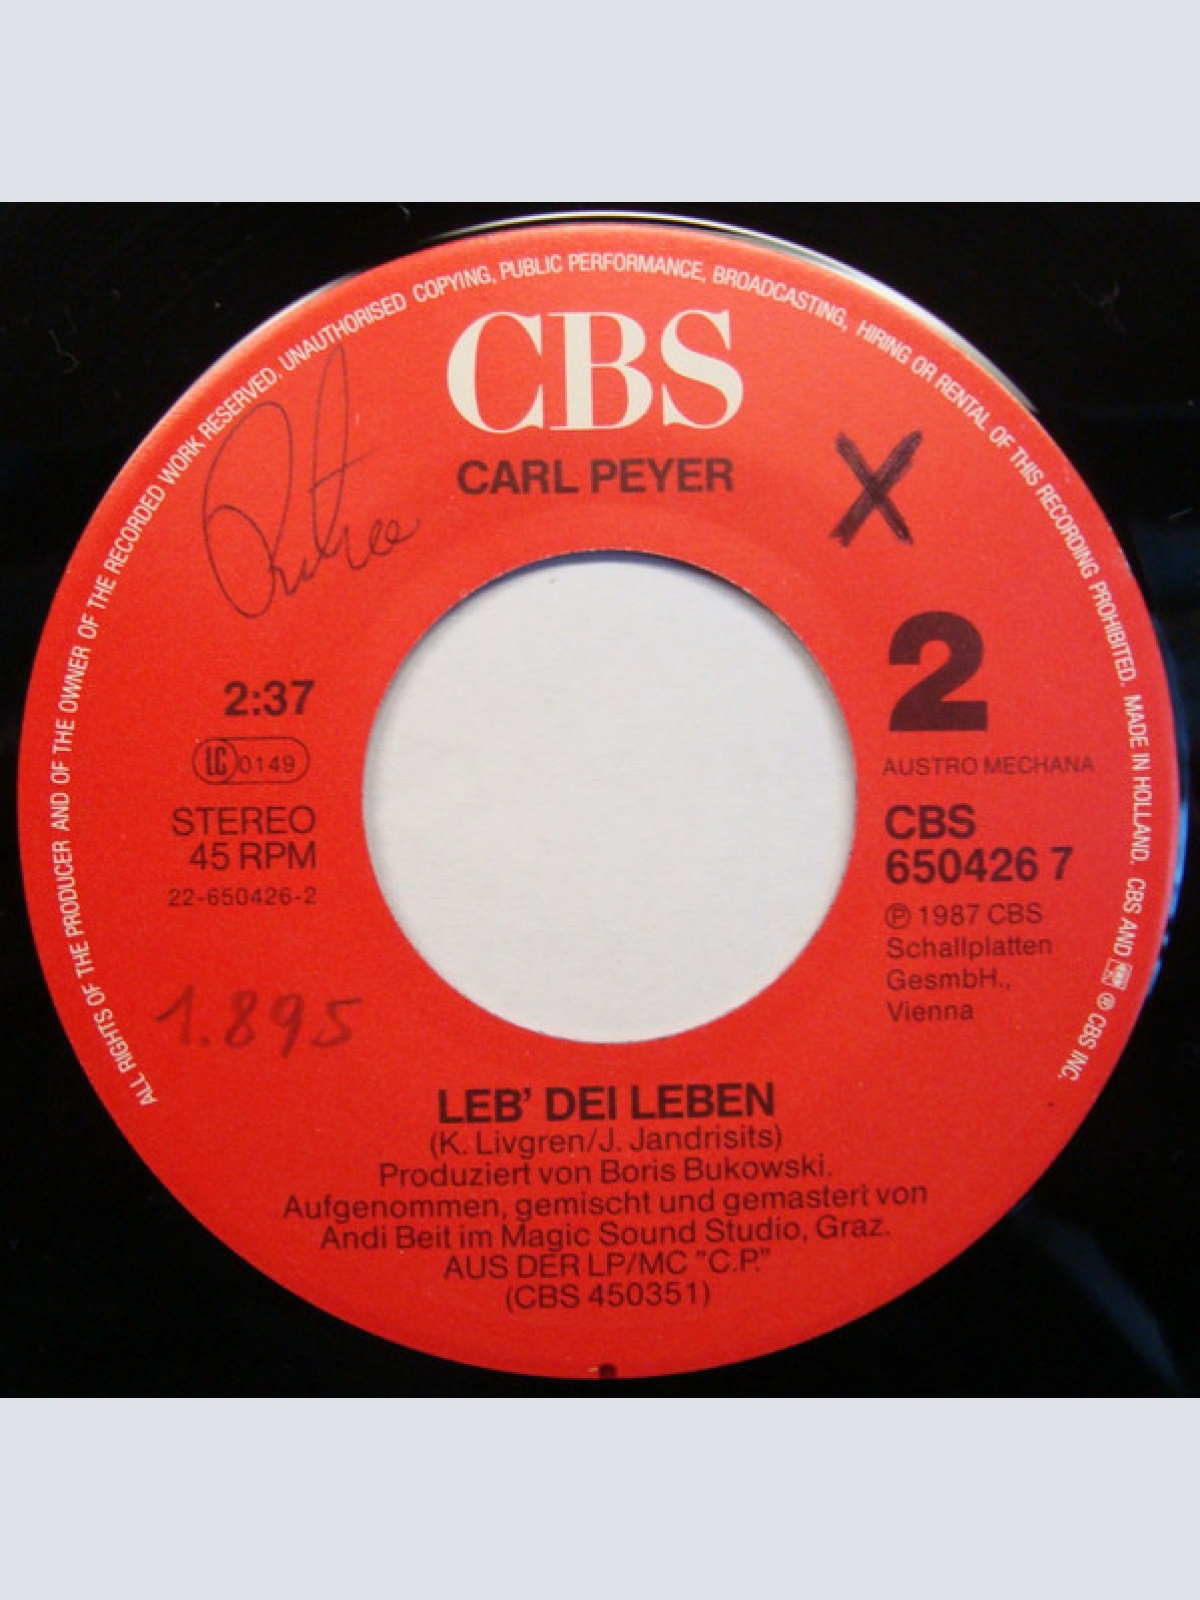 ALL RIGHTS OF THE PRODUCER AND OF THE OWNER OF THE RECORDED WORK RESERVED. UNAUTHORISED COPYING, PUBLIC PERFORMANCE, BROADCASTING, HIRING OR RENTAL OF THIS RECORDING PROHIBITED. MADE IN HOLLAND. CBS AND ® CBS INC.
CBS
CARL PEYER
X
2:37
LC 0149
STEREO
45 RPM
22-650426-2
1.895
2
AUSTRO MECHANA
CBS
650426 7
℗ 1987 CBS
Schallplatten
GesmbH.,
Vienna
LEB' DEI LEBEN
(K. Livgren/J. Jandrisits)
Produziert von Boris Bukowski.
Aufgenommen, gemischt und gemastert von
Andi Beit im Magic Sound Studio, Graz.
AUS DER LP/MC "C.P."
(CBS 450351)